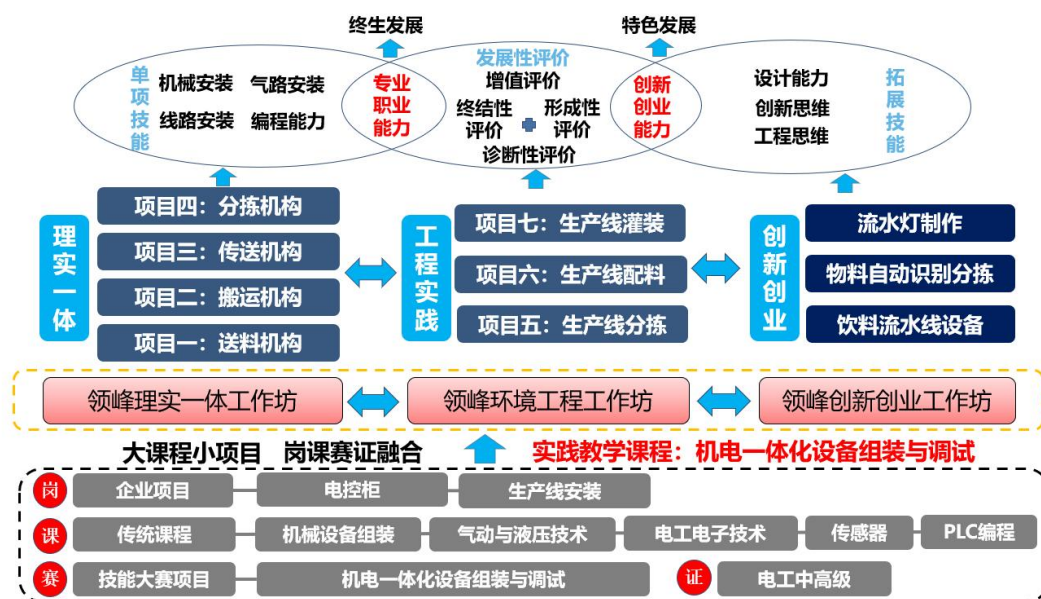 终生发展
特色发展
单项技能
机械安装 气路安装
线路安装 编程能力
专业
职业
能力
发展性评价
增值评价
终结性
评价
形成性
评价
诊断性评价
创新
创业
能力
设计能力
创新思维
工程思维
拓展技能
理实一体
项目四：分拣机构
项目三：传送机构
项目二：搬运机构
项目一：送料机构
工程实践
项目七：生产线灌装
项目六：生产线配料
项目五：生产线分拣
创新创业
流水灯制作
物料自动识别分拣
饮料流水线设备
领峰理实一体工作坊
领峰环境工程工作坊
领峰创新创业工作坊
大课程小项目 岗课赛证融合
实践教学课程：机电一体化设备组装与调试
岗 企业项目 电控柜 生产线安装
课 传统课程 机械设备组装 气动与液压技术 电工电子技术 传感器 PLC编程
赛 技能大赛项目 机电一体化设备组装与调试 证 电工中高级